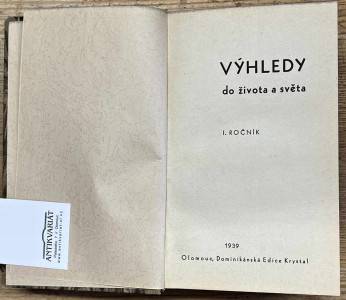 VÝHLEDY
do života a světa
I. ROČNÍK
1939
Olomouc, Dominikánská Edice Krystal
ANTIKVARIÁT